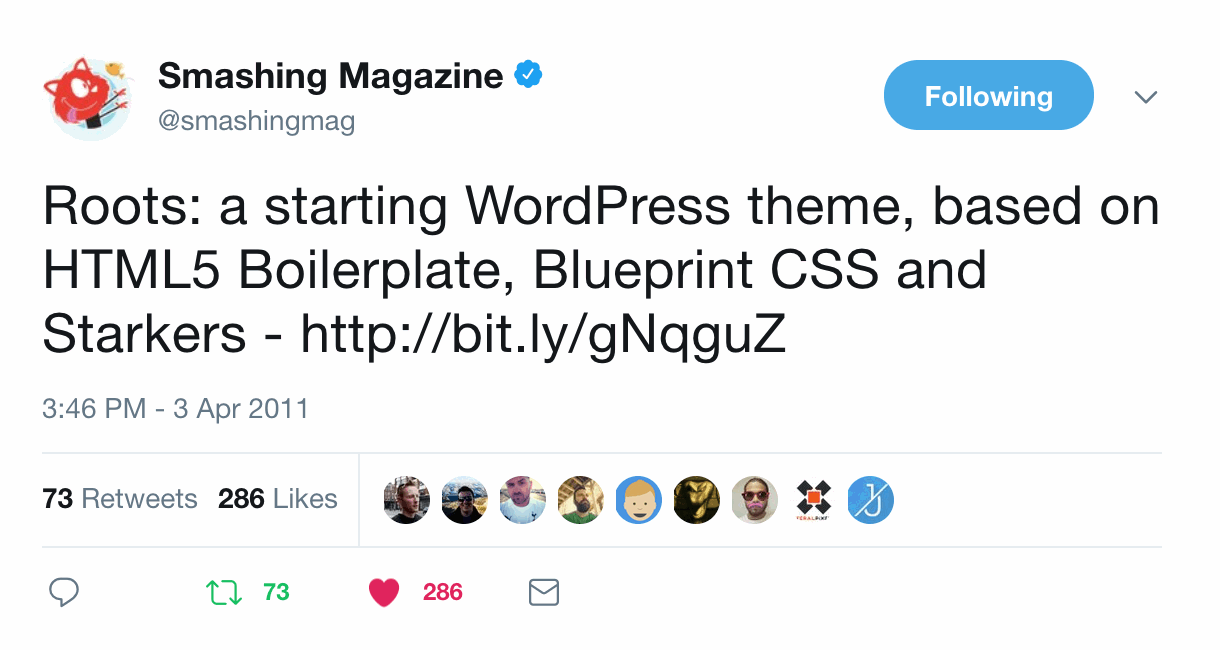 Smashing Magazine
@smashingmag
Following
Roots: a starting WordPress theme, based on
HTML5 Boilerplate, Blueprint CSS and
Starkers - http://bit.ly/gNqguZ
3:46 PM - 3 Apr 2011
73 Retweets 286 Likes
73 286